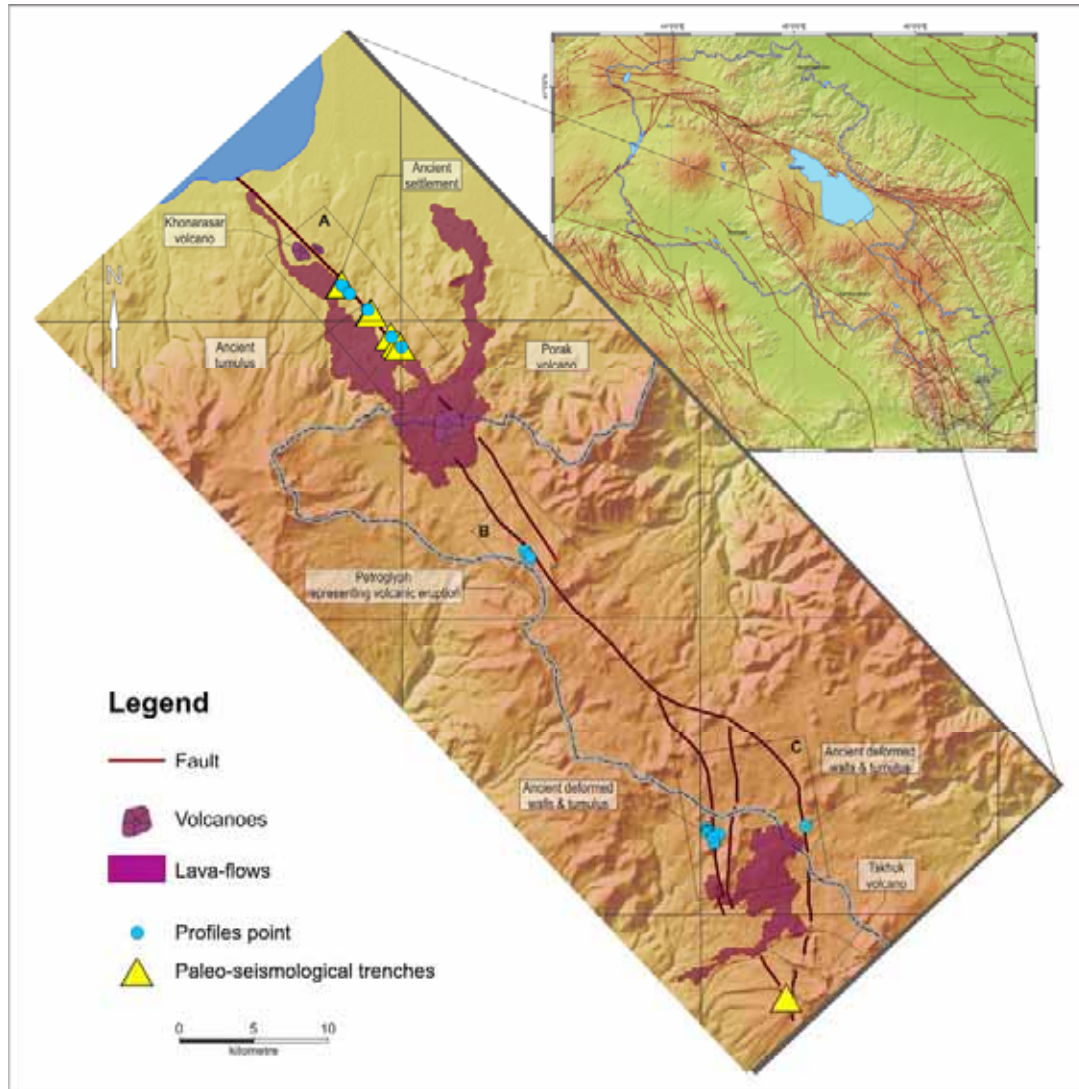 Ancient
settlement
A
Khonarasar
volcano
N
Ancient
tumulus
Porak
volcano
B
Petroglyph
representing volcanic eruption
C
Ancient deformed
walls & tumulus
Ancient deformed
walls & tumulus
volcano
Legend
Fault
Volcanoes
Lava-flows
Profiles point
Paleo-seismological trenches
0 5 10
kilometre